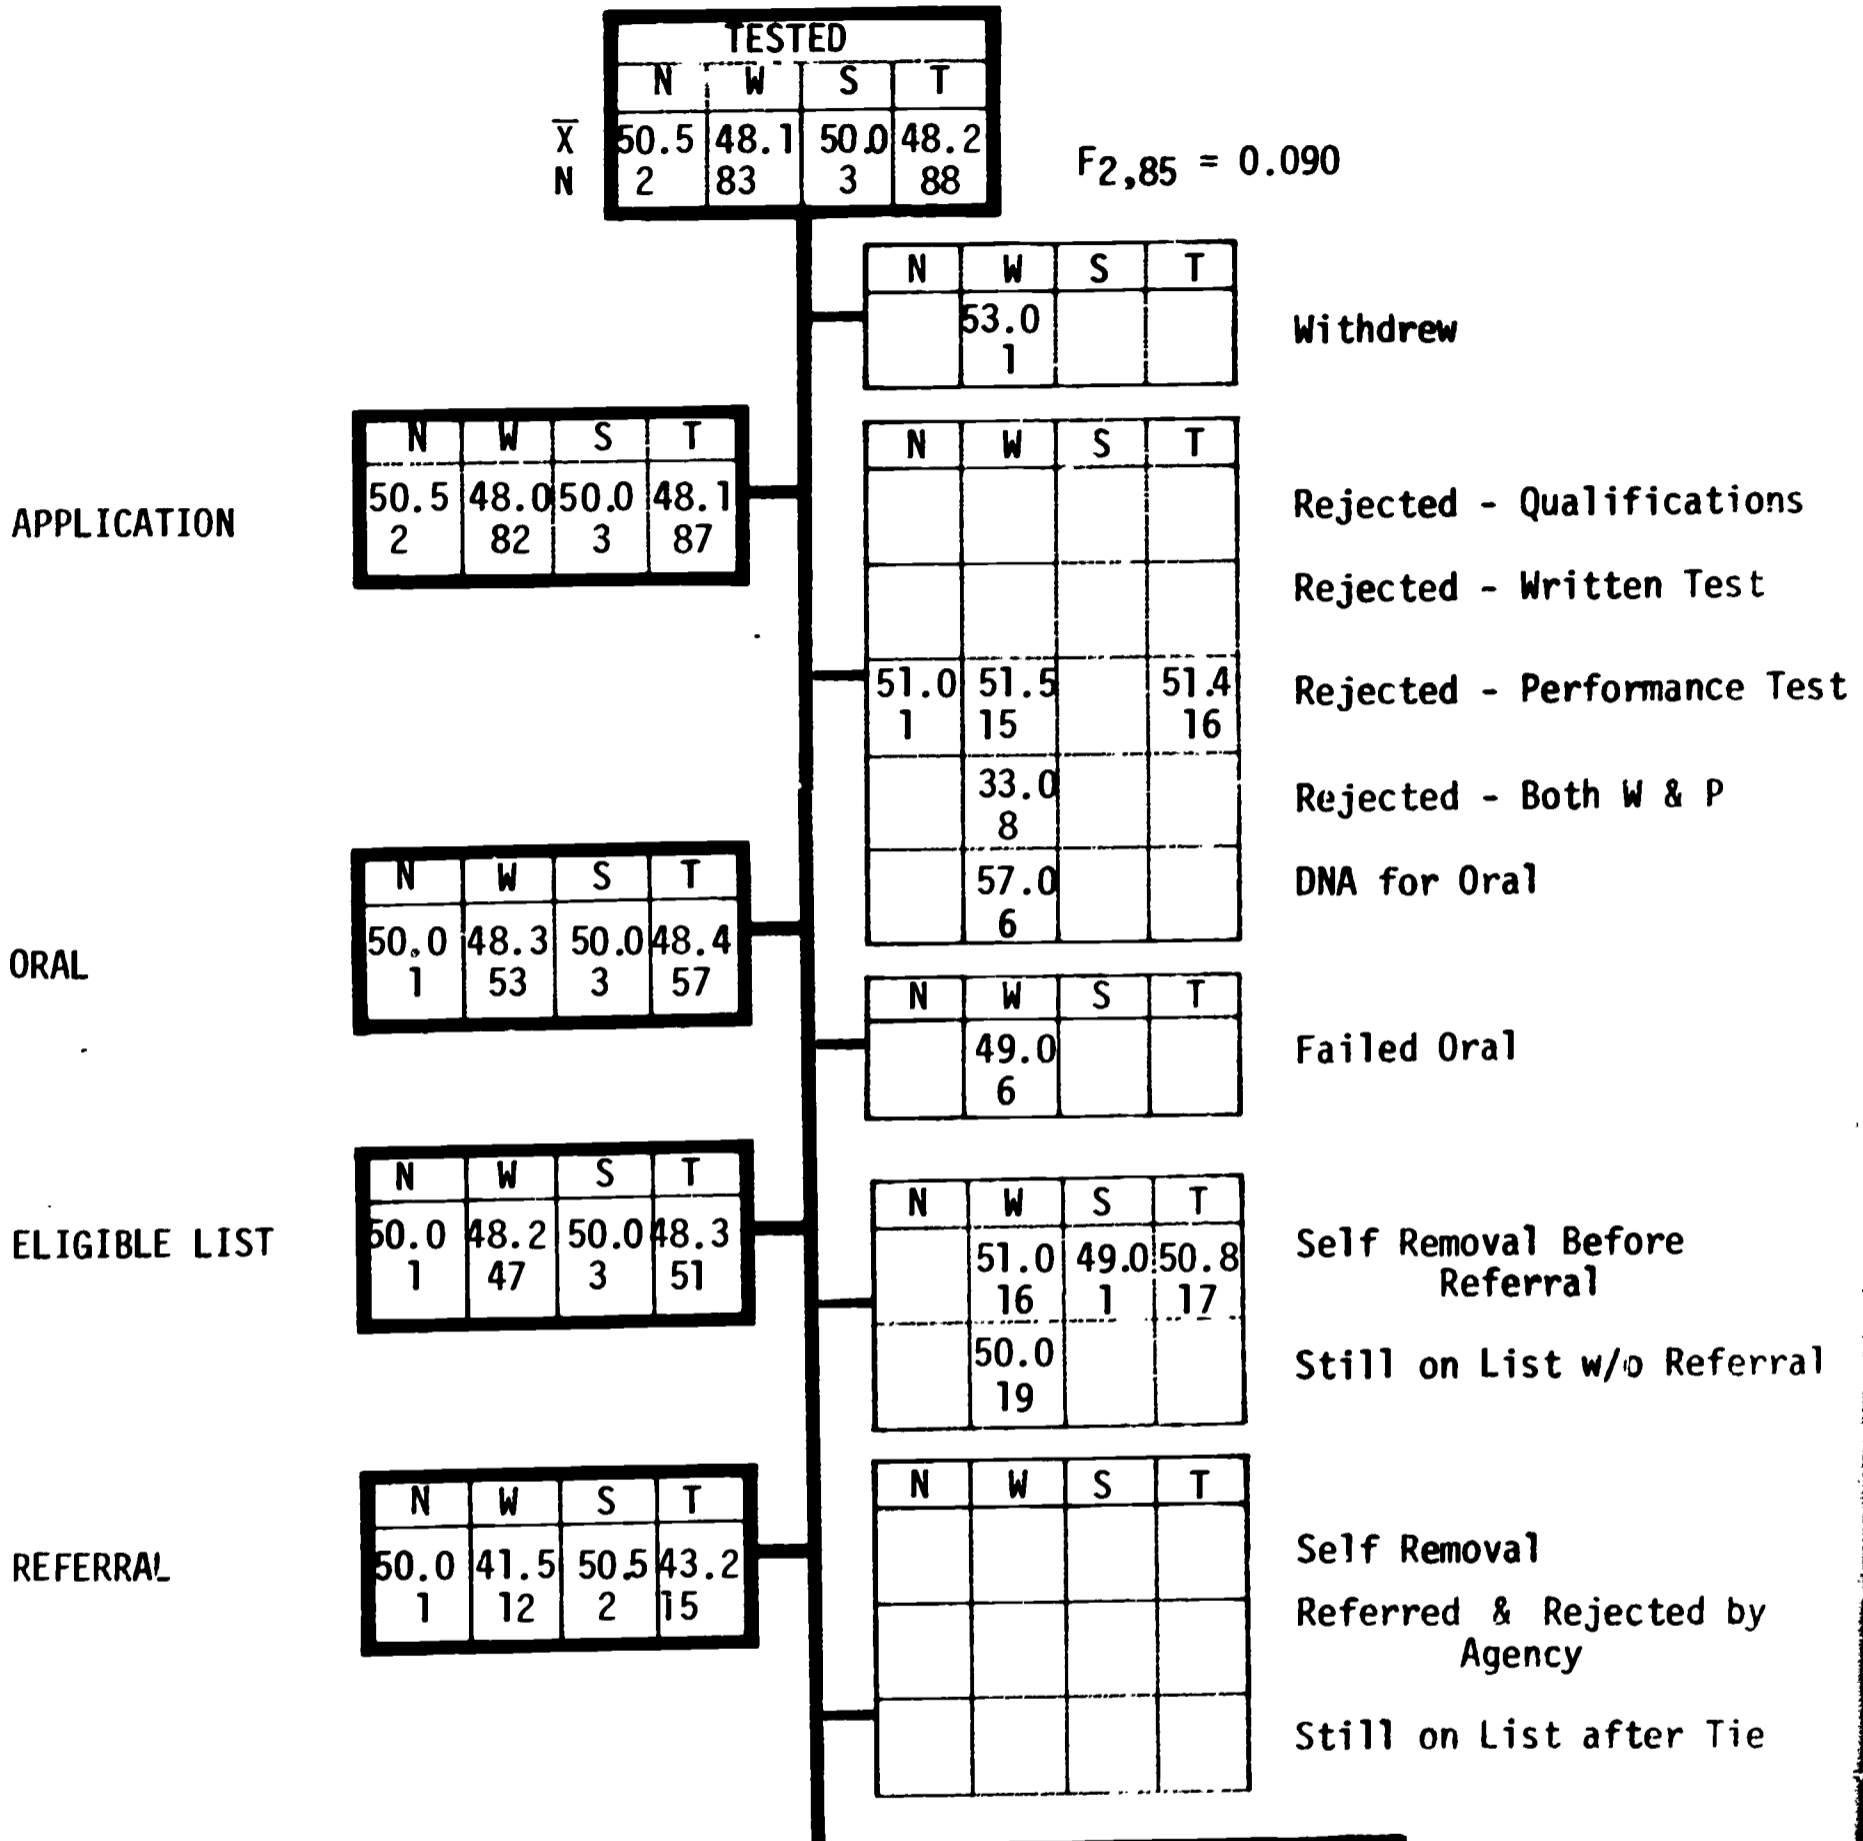 TESTED
N W S T
X̅ 50.5 48.1 50.0 48.2
N 2 83 3 88
F2,85 = 0.090
N W S T
53.0
1
Withdrew
APPLICATION
N W S T
50.5 48.0 50.0 48.1
2 82 3 87
N W S T
Rejected - Qualifications
Rejected - Written Test
51.0 51.5 51.4
1 15 16
Rejected - Performance Test
33.0
8
Rejected - Both W & P
57.0
6
DNA for Oral
ORAL
N W S T
50.0 48.3 50.0 48.4
1 53 3 57
N W S T
49.0
6
Failed Oral
ELIGIBLE LIST
N W S T
50.0 48.2 50.0 48.3
1 47 3 51
N W S T
51.0 49.0 50.8
16 1 17
Self Removal Before
Referral
50.0
19
Still on List w/o Referral
REFERRAL
N W S T
50.0 41.5 50.5 43.2
1 12 2 15
N W S T
Self Removal
Referred & Rejected by
Agency
Still on List after Tie